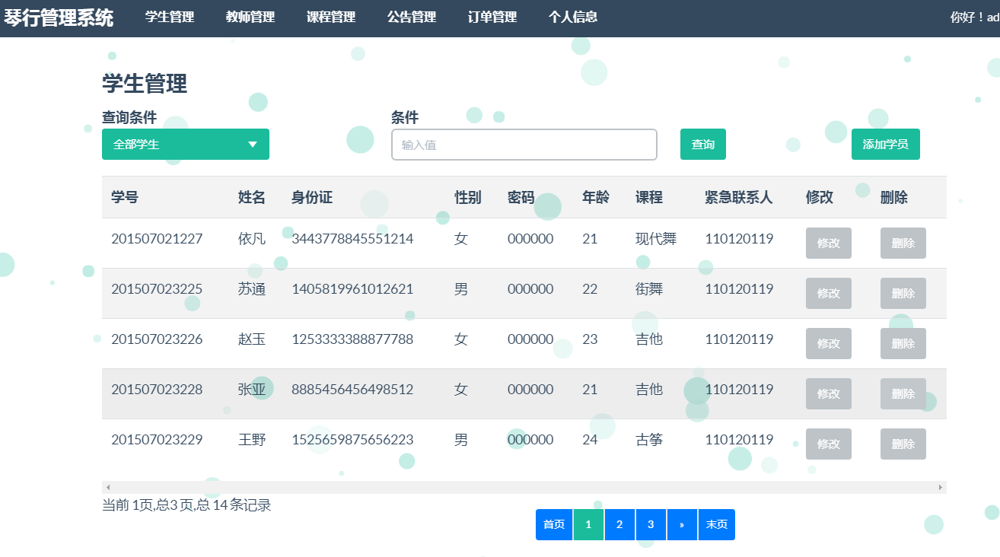 琴行管理系统 学生管理 教师管理 课程管理 公告管理 订单管理 个人信息 你好！ad
学生管理
查询条件 条件
全部学生 输入值 查询 添加学员
学号 姓名 身份证 性别 密码 年龄 课程 紧急联系人 修改 删除
201507021227 依凡 3443778845551214 女 000000 21 现代舞 110120119 修改 删除
201507023225 苏通 1405819961012621 男 000000 22 街舞 110120119 修改 删除
201507023226 赵玉 1253333388877788 女 000000 23 吉他 110120119 修改 删除
201507023228 张亚 8885456456498512 女 000000 21 吉他 110120119 修改 删除
201507023229 王野 1525659875656223 男 000000 24 古筝 110120119 修改 删除
当前 1页,总3 页,总 14 条记录
首页 1 2 3 » 末页